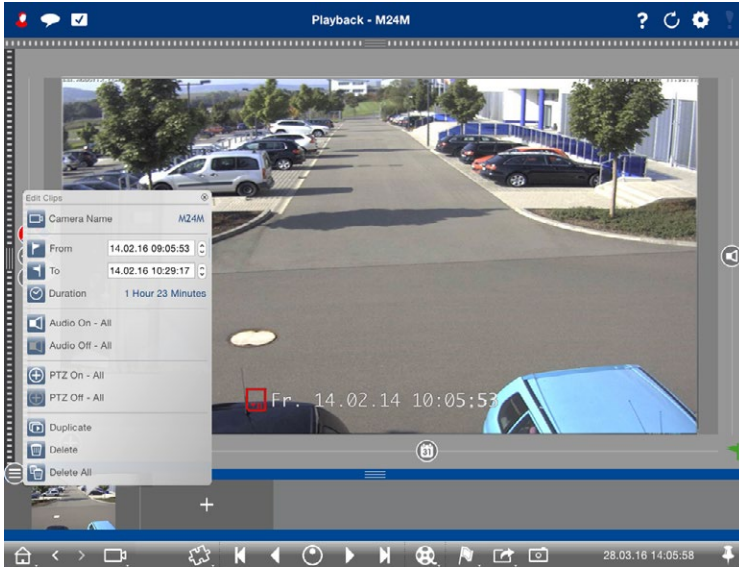 Playback - M24M
Edit Clips
Camera Name M24M
From 14.02.16 09:05:53
To 14.02.16 10:29:17
Duration 1 Hour 23 Minutes
Audio On - All
Audio Off - All
PTZ On - All
PTZ Off - All
Duplicate
Delete
Delete All
Fr. 14.02.14 10:05:53
31
28.03.16 14:05:58